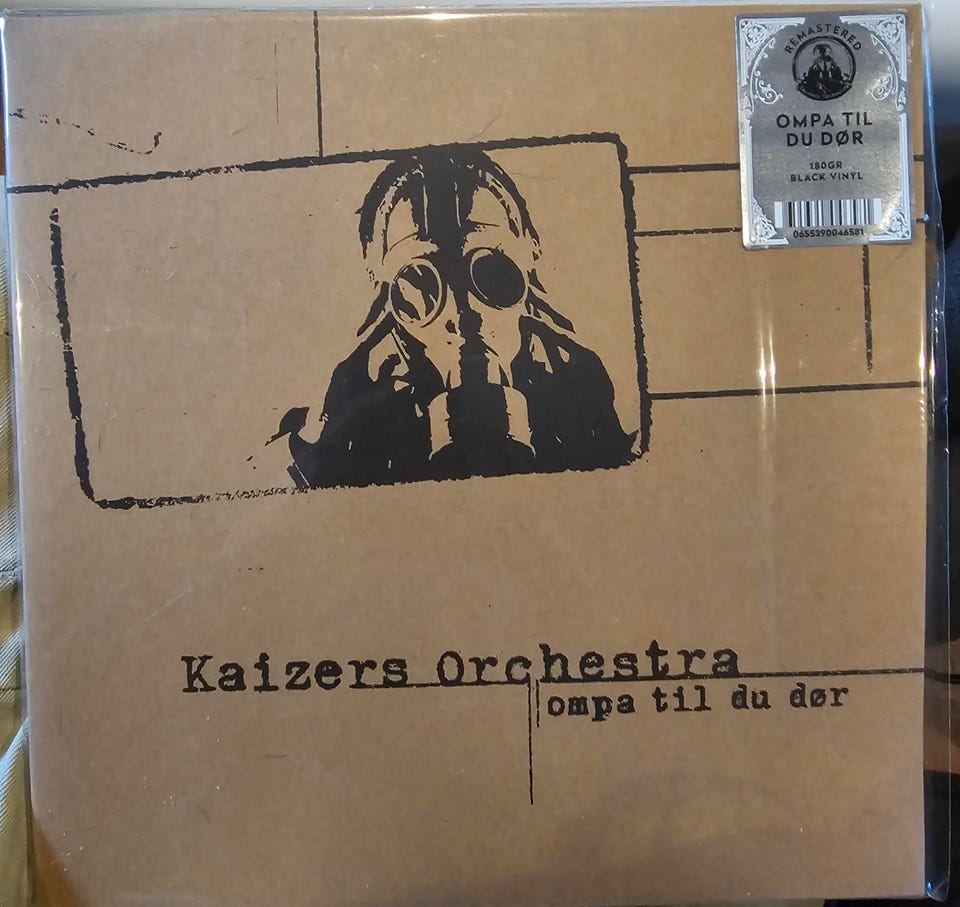 REMASTERED
OMPA TIL
DU DØR
180GR
BLACK VINYL
0655390046581
Kaizers Orchestra
ompa til du dør